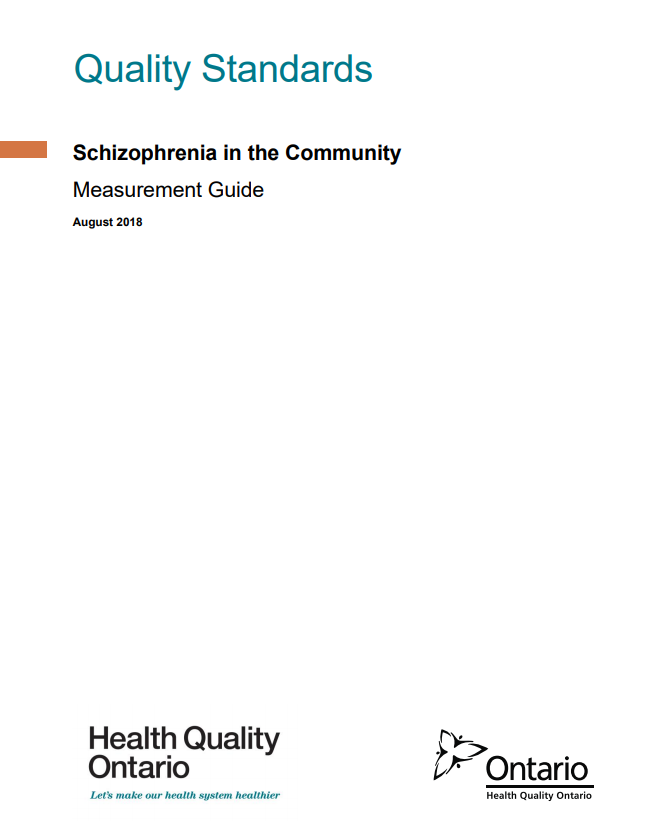 Quality Standards
Schizophrenia in the Community
Measurement Guide
August 2018
Health Quality
Ontario
Let's make our health system healthier
Ontario
Health Quality Ontario